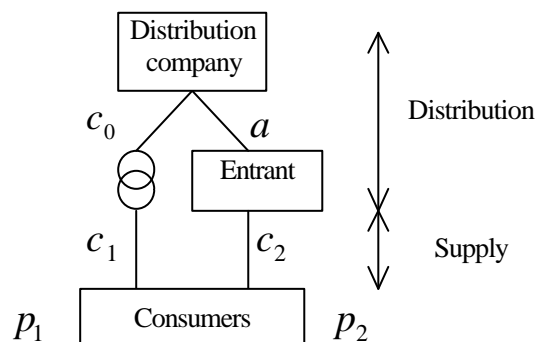 Distribution
company
c₀
a
Distribution
Entrant
c₁
c₂
Supply
p₁
Consumers
p₂